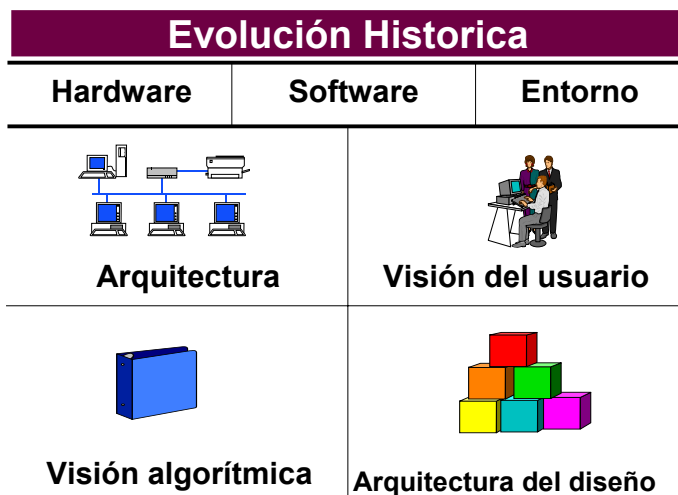 Evolución Historica
Hardware Software Entorno
Arquitectura Visión del usuario
Visión algorítmica Arquitectura del diseño